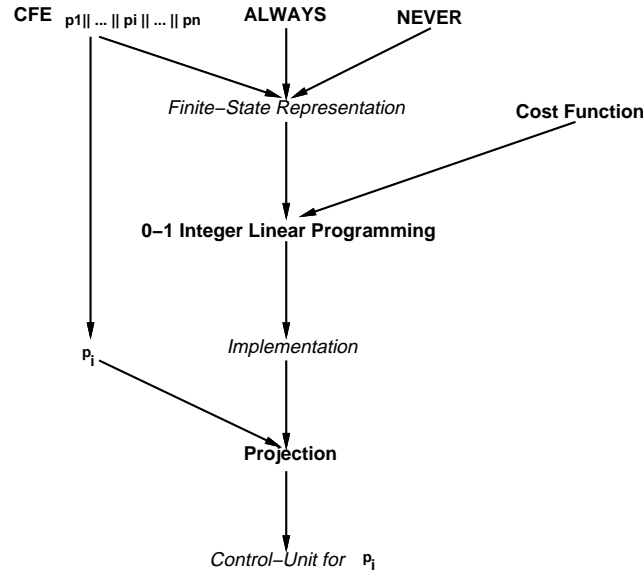 CFE p1|| ... || pi || ... || pn ALWAYS NEVER
Finite−State Representation
Cost Function
0−1 Integer Linear Programming
pi Implementation
Projection
Control−Unit for pi